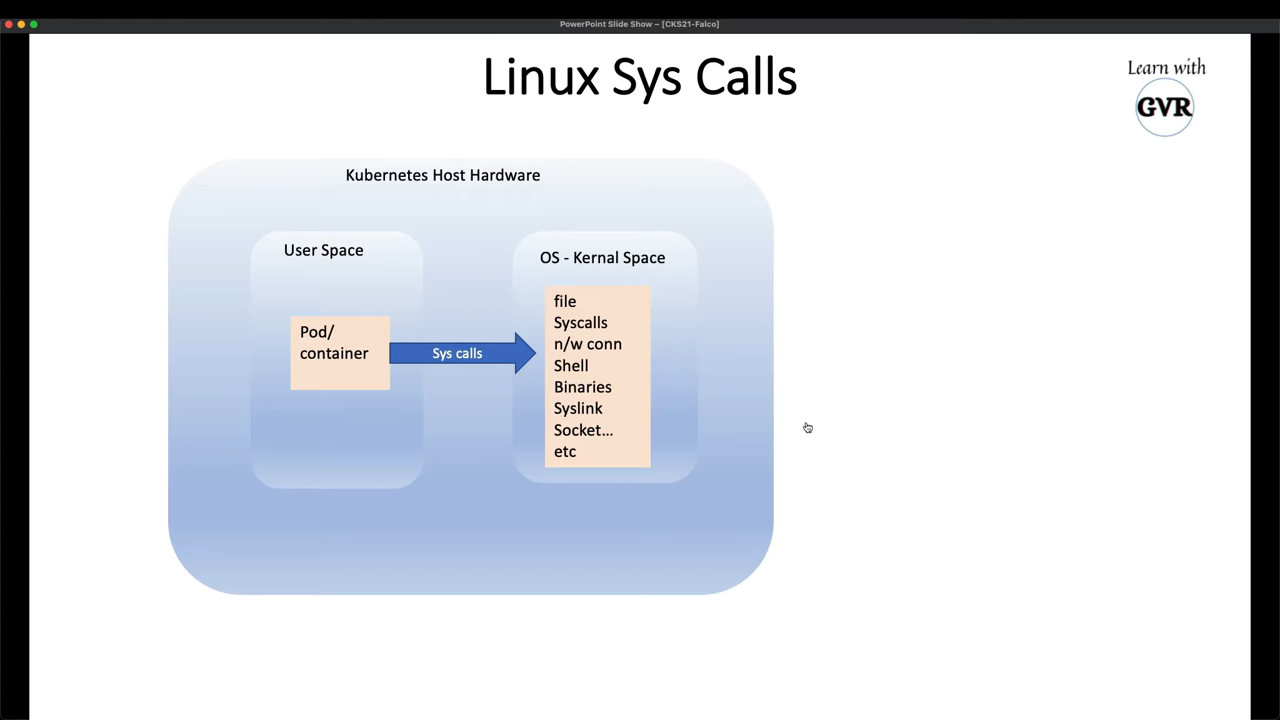 PowerPoint Slide Show – [CKS21-Falco]
Linux Sys Calls
Learn with
GVR
Kubernetes Host Hardware
User Space
Pod/
container
Sys calls
OS - Kernal Space
file
Syscalls
n/w conn
Shell
Binaries
Syslink
Socket...
etc